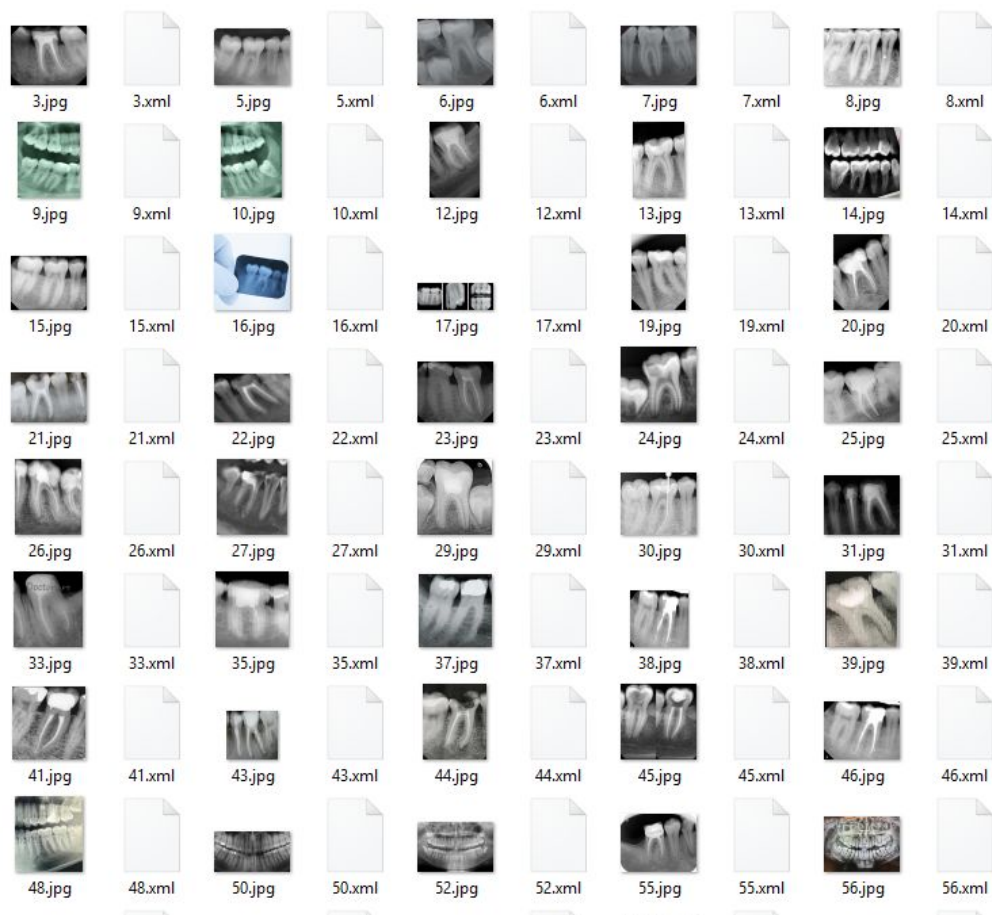 3.jpg 3.xml 5.jpg 5.xml 6.jpg 6.xml 7.jpg 7.xml 8.jpg 8.xml
9.jpg 9.xml 10.jpg 10.xml 12.jpg 12.xml 13.jpg 13.xml 14.jpg 14.xml
15.jpg 15.xml 16.jpg 16.xml 17.jpg 17.xml 19.jpg 19.xml 20.jpg 20.xml
21.jpg 21.xml 22.jpg 22.xml 23.jpg 23.xml 24.jpg 24.xml 25.jpg 25.xml
26.jpg 26.xml 27.jpg 27.xml 29.jpg 29.xml 30.jpg 30.xml 31.jpg 31.xml
33.jpg 33.xml 35.jpg 35.xml 37.jpg 37.xml 38.jpg 38.xml 39.jpg 39.xml
41.jpg 41.xml 43.jpg 43.xml 44.jpg 44.xml 45.jpg 45.xml 46.jpg 46.xml
48.jpg 48.xml 50.jpg 50.xml 52.jpg 52.xml 55.jpg 55.xml 56.jpg 56.xml